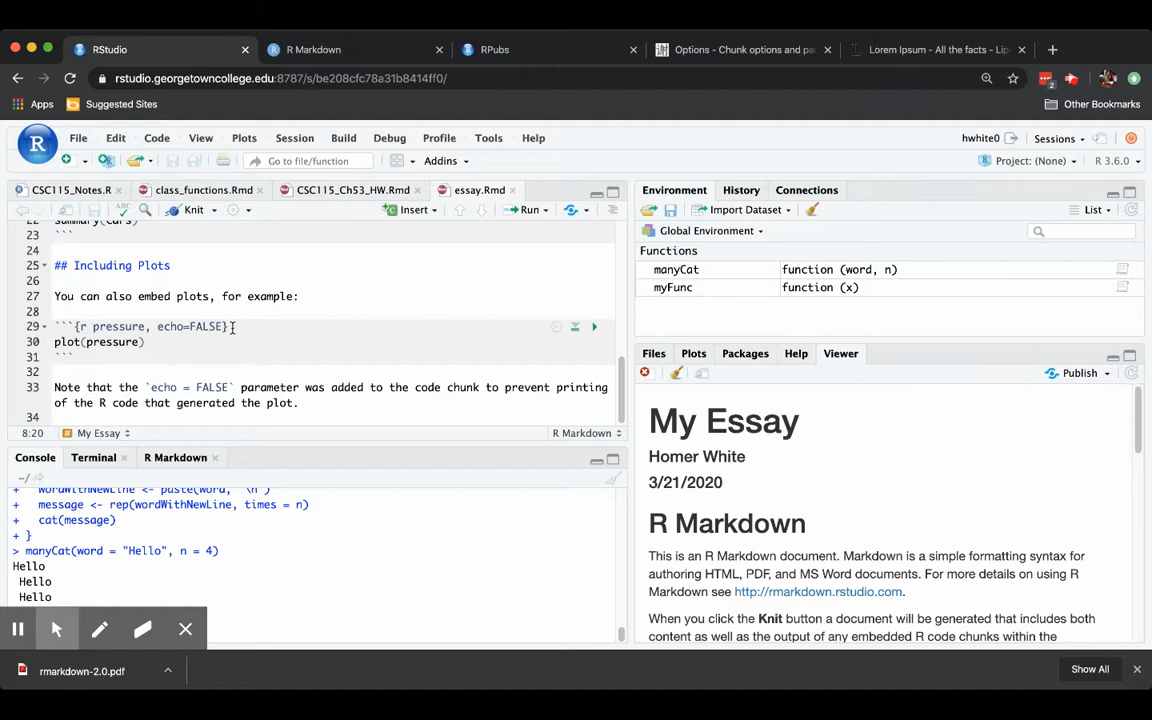 RStudio
R Markdown
RPubs
Options - Chunk options and pa
Lorem Ipsum - All the facts - Lip
rstudio.georgetowncollege.edu:8787/s/be208cfc78a31b8414ff0/
2
Apps
Suggested Sites
Other Bookmarks
R
File Edit Code View Plots Session Build Debug Profile Tools Help
hwhite0
Sessions
Go to file/function
Addins
Project: (None)
R 3.6.0
CSC115_Notes.R
class_functions.Rmd
CSC115_Ch53_HW.Rmd
essay.Rmd
Knit
Insert
Run
22 summary(cars)
23 ```
24
25 ## Including Plots
26
27 You can also embed plots, for example:
28
29 ```{r pressure, echo=FALSE}
30 plot(pressure)
31 ```
32
33 Note that the `echo = FALSE` parameter was added to the code chunk to prevent printing
of the R code that generated the plot.
34
8:20
My Essay
R Markdown
Console Terminal R Markdown
~/
+ wordWithNewLine <- paste(word, "\n")
+ message <- rep(wordWithNewLine, times = n)
+ cat(message)
+ }
> manyCat(word = "Hello", n = 4)
Hello
Hello
Hello
Environment History Connections
Import Dataset
List
Global Environment
Functions
manyCat function (word, n)
myFunc function (x)
Files Plots Packages Help Viewer
Publish
My Essay
Homer White
3/21/2020
R Markdown
This is an R Markdown document. Markdown is a simple formatting syntax for
authoring HTML, PDF, and MS Word documents. For more details on using R
Markdown see http://rmarkdown.rstudio.com.
When you click the Knit button a document will be generated that includes both
content as well as the output of any embedded R code chunks within the
rmarkdown-2.0.pdf
Show All